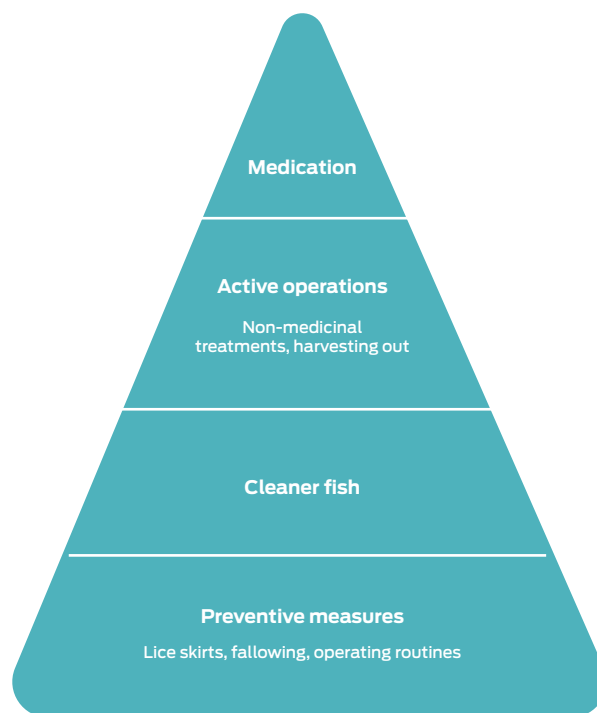 Medication
Active operations
Non-medicinal
treatments, harvesting out
Cleaner fish
Preventive measures
Lice skirts, fallowing, operating routines